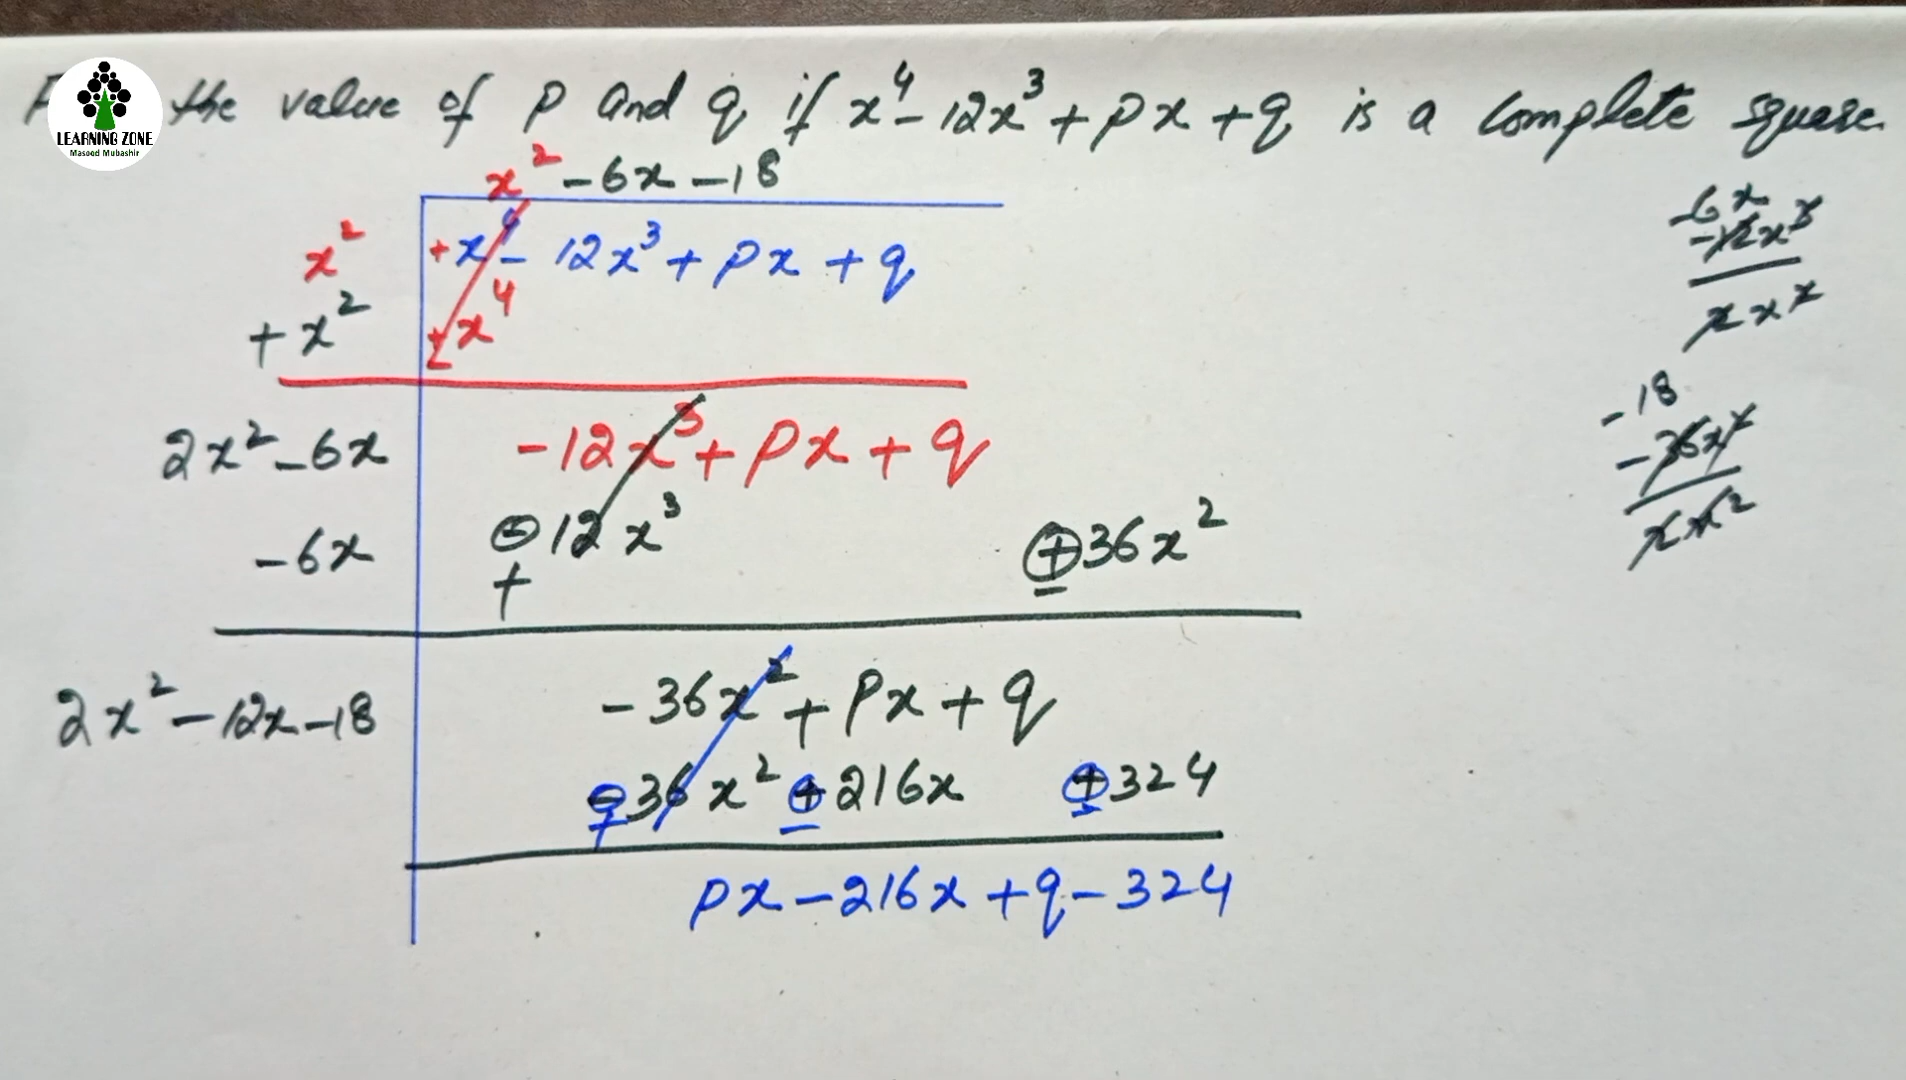 the value of p and q if x⁴ - 12x³ + px + q is a complete square
LEARNING ZONE
Masood Mubashir
x² - 6x - 18
x² + x⁴ - 12x³ + px + q
+ x² + x⁴
-
2x² - 6x -12x³ + px + q
- 6x ⊖ 12x³ ⊕ 36x²
+ -
2x² - 12x - 18 - 36x² + px + q
⊖ 36x² ⊕ 216x ⊕ 324
+ - -
px - 216x + q - 324
-6x
-12x³
2x²
-18
-36x²
2x²